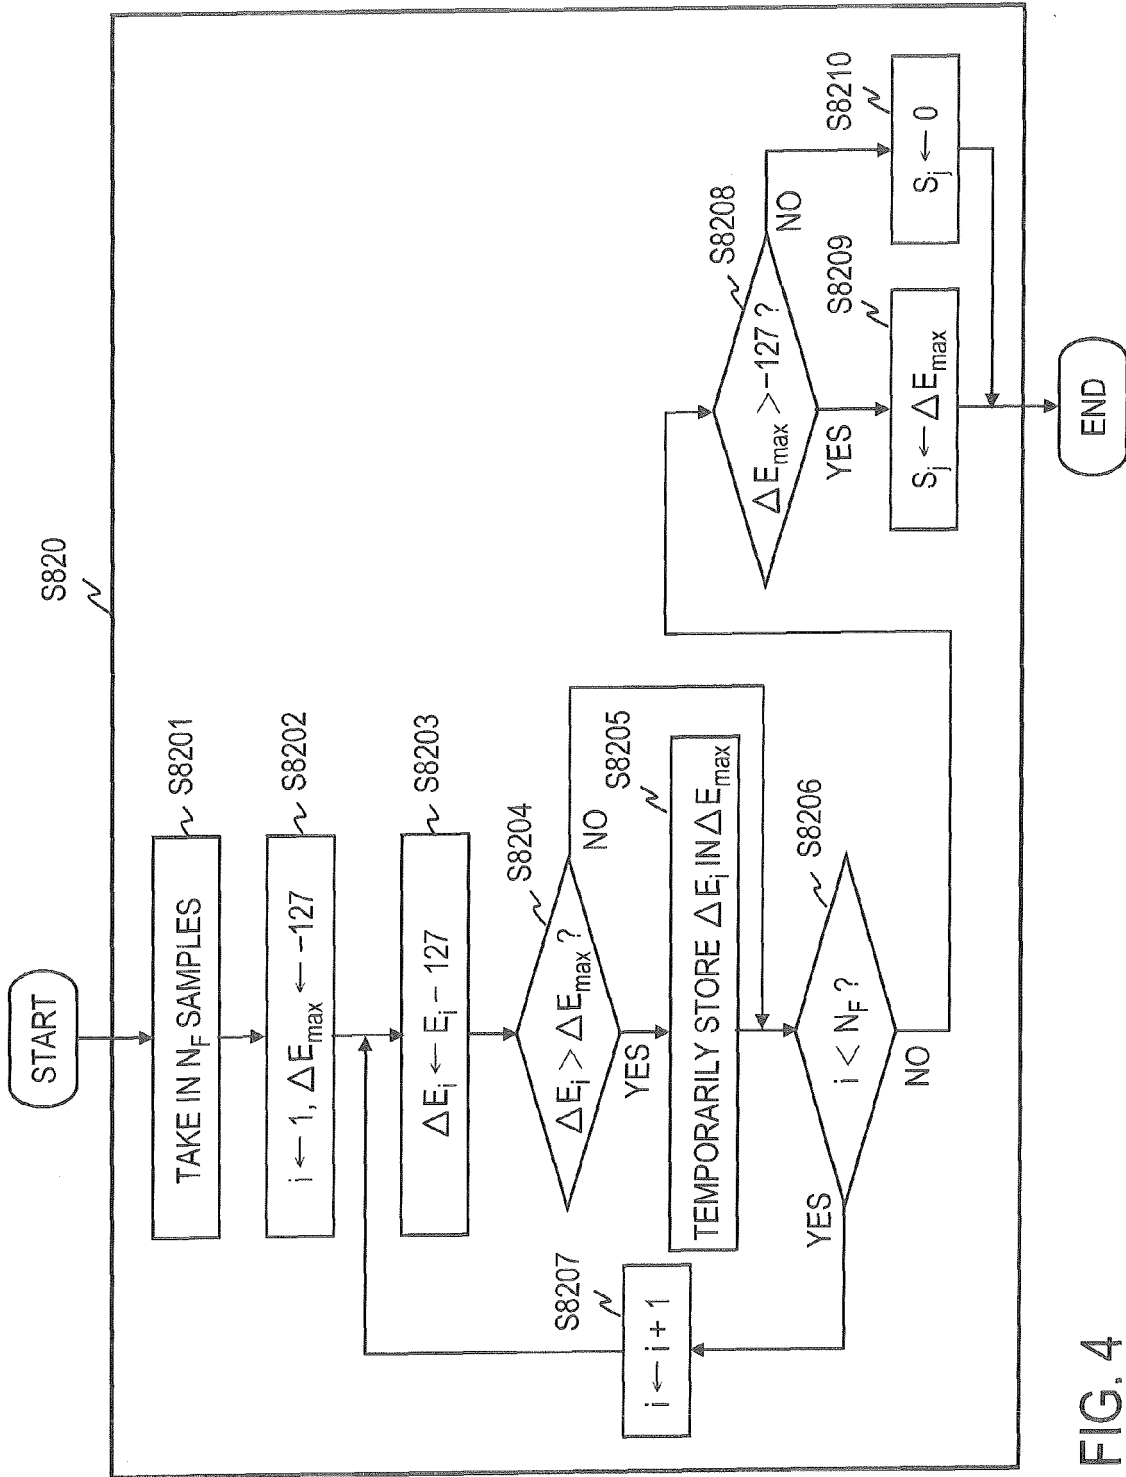 S820
START
TAKE IN N_F SAMPLES
S8201
i ← 1, ΔE_max ← −127
S8202
ΔE_i ← E_i − 127
S8203
ΔE_i > ΔE_max ?
S8204
NO
YES
TEMPORARILY STORE ΔE_i IN ΔE_max
S8205
i < N_F ?
S8206
YES
NO
i ← i + 1
S8207
ΔE_max > −127 ?
S8208
NO
YES
S_j ← ΔE_max
S8209
S_j ← 0
S8210
END
FIG. 4